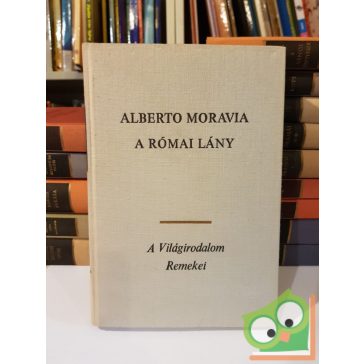 ALBERTO MORAVIA
A RÓMAI LÁNY
A Világirodalom
Remekei